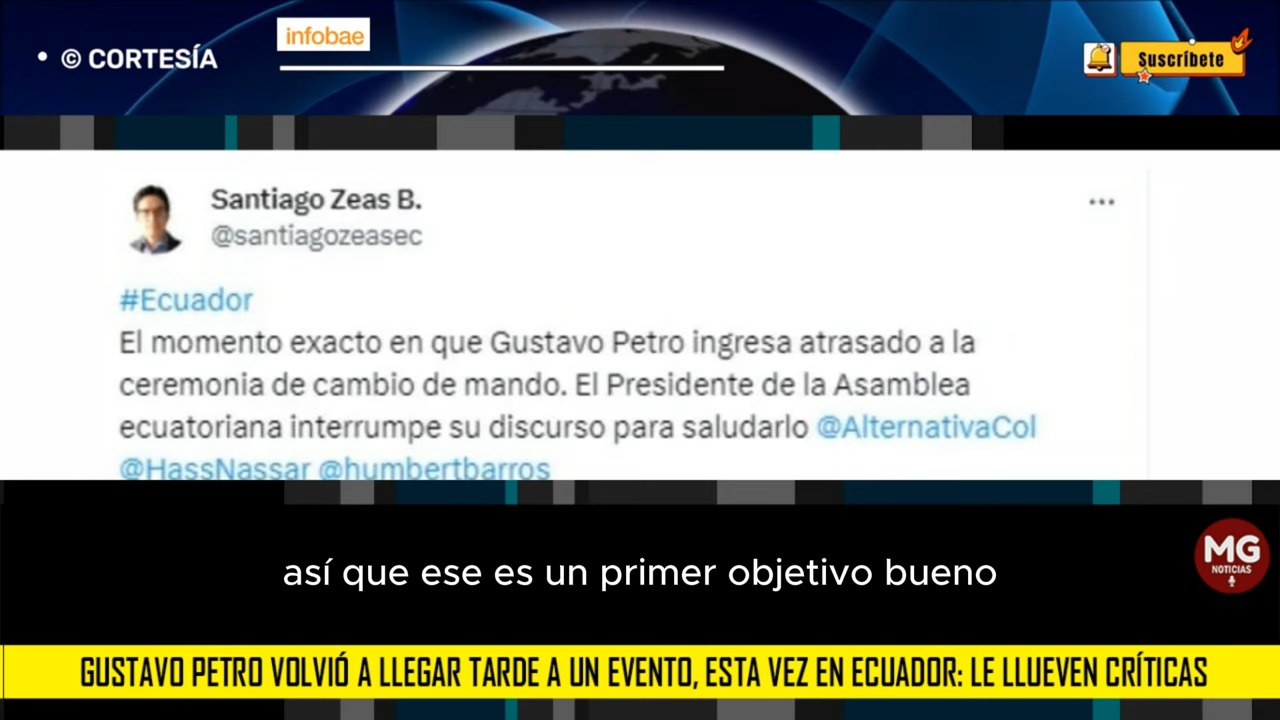 • © CORTESÍA
infobae
Suscríbete
Santiago Zeas B.
@santiagozeasec
#Ecuador
El momento exacto en que Gustavo Petro ingresa atrasado a la
ceremonia de cambio de mando. El Presidente de la Asamblea
ecuatoriana interrumpe su discurso para saludarlo @AlternativaCol
@HassNassar @humbertbarros
así que ese es un primer objetivo bueno
MG
NOTICIAS
GUSTAVO PETRO VOLVIÓ A LLEGAR TARDE A UN EVENTO, ESTA VEZ EN ECUADOR: LE LLUEVEN CRÍTICAS